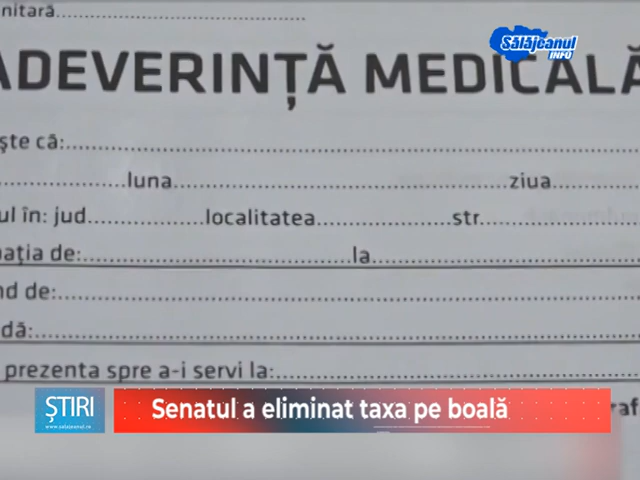 nitară
Sălăjeanul
INFO
ADEVERINȚĂ MEDICALĂ
ște că:
luna ziua
ul în: jud localitatea str
ația de: la
nd de:
dă:
prezenta spre a-i servi la:
ȘTIRI
www.salajeanul.ro
Senatul a eliminat taxa pe boală
raf